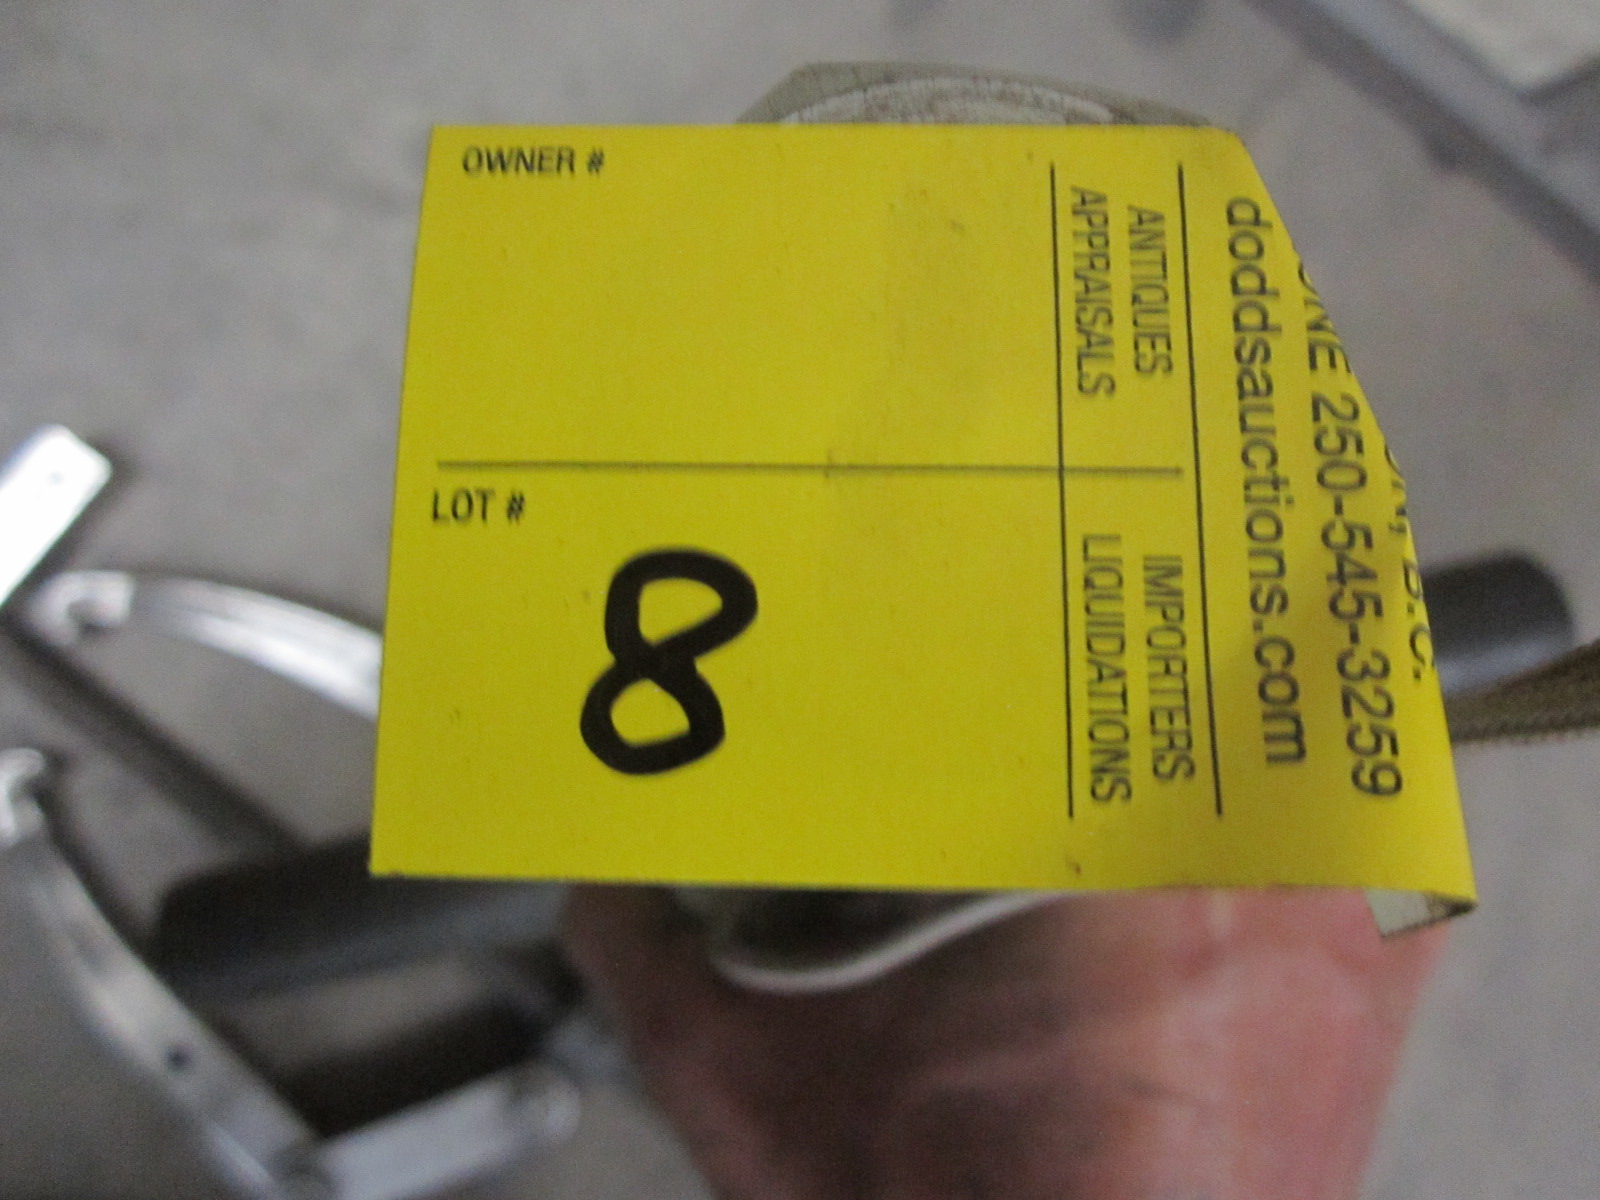 OWNER #
LOT #
8
250-545-3259
doddsauctions.com
ANTIQUES
IMPORTERS
APPRAISALS
LIQUIDATIONS